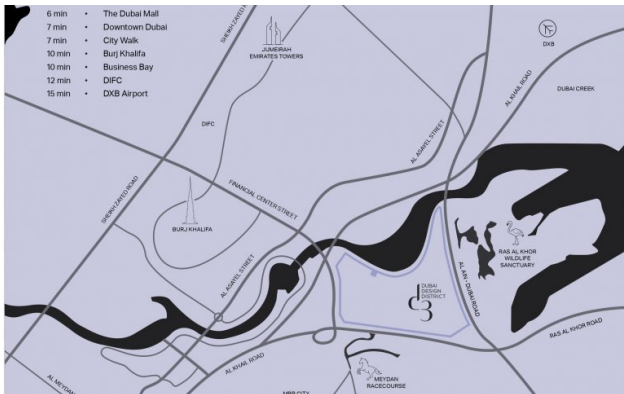 6 min • The Dubai Mall
7 min • Downtown Dubai
7 min • City Walk
10 min • Burj Khalifa
10 min • Business Bay
12 min • DIFC
15 min • DXB Airport
SHEIKH ZAYED
JUMEIRAH
EMIRATES TOWERS
DXB
AL KHAIL ROAD
DUBAI CREEK
DIFC
AL ASAYEL STREET
SHEIKH ZAYED ROAD
FINANCIAL CENTER STREET
BURJ KHALIFA
RAS AL KHOR
WILDLIFE
SANCTUARY
AL ASAYEL STREET
DUBAI
DESIGN
DISTRICT
d3
AL AIN - DUBAI ROAD
RAS AL KHOR ROAD
AL KHAIL ROAD
AL MEYDAN
MEYDAN
RACECOURSE
MBR CITY